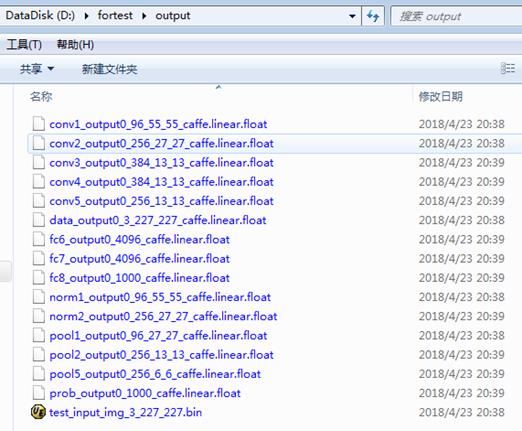 DataDisk (D:) fortest output 搜索 output
工具(T) 帮助(H)
共享 新建文件夹
名称 修改日期
conv1_output0_96_55_55_caffe.linear.float 2018/4/23 20:38
conv2_output0_256_27_27_caffe.linear.float 2018/4/23 20:38
conv3_output0_384_13_13_caffe.linear.float 2018/4/23 20:39
conv4_output0_384_13_13_caffe.linear.float 2018/4/23 20:39
conv5_output0_256_13_13_caffe.linear.float 2018/4/23 20:39
data_output0_3_227_227_caffe.linear.float 2018/4/23 20:38
fc6_output0_4096_caffe.linear.float 2018/4/23 20:39
fc7_output0_4096_caffe.linear.float 2018/4/23 20:39
fc8_output0_1000_caffe.linear.float 2018/4/23 20:39
norm1_output0_96_55_55_caffe.linear.float 2018/4/23 20:38
norm2_output0_256_27_27_caffe.linear.float 2018/4/23 20:39
pool1_output0_96_27_27_caffe.linear.float 2018/4/23 20:38
pool2_output0_256_13_13_caffe.linear.float 2018/4/23 20:39
pool5_output0_256_6_6_caffe.linear.float 2018/4/23 20:39
prob_output0_1000_caffe.linear.float 2018/4/23 20:39
test_input_img_3_227_227.bin 2018/4/23 20:38